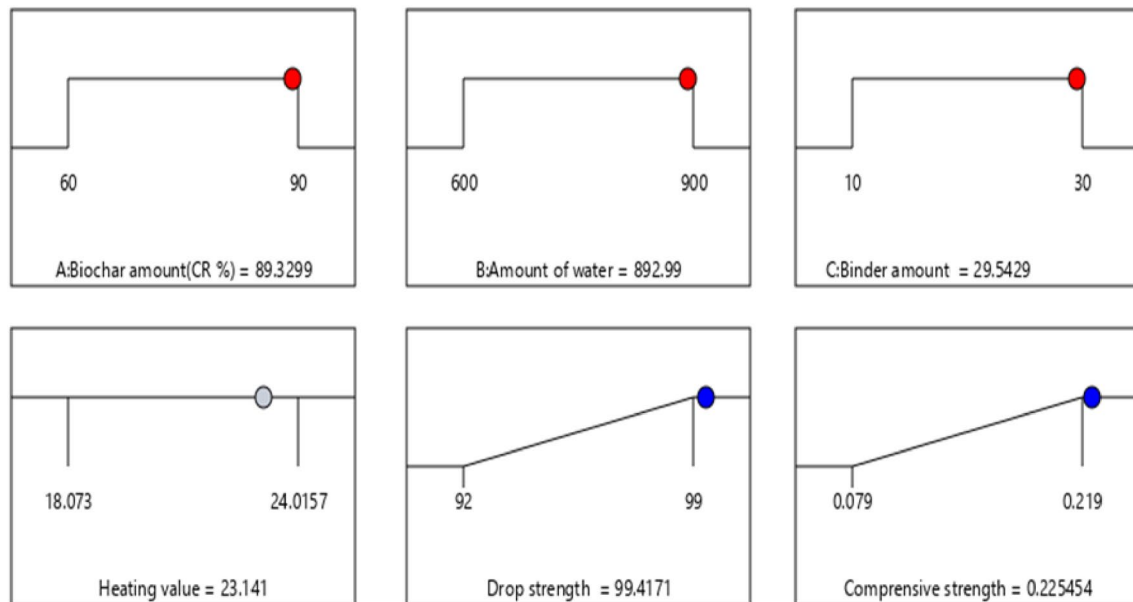 60 90
A:Biochar amount(CR %) = 89.3299
600 900
B:Amount of water = 892.99
10 30
C:Binder amount = 29.5429
18.073 24.0157
Heating value = 23.141
92 99
Drop strength = 99.4171
0.079 0.219
Comprensive strength = 0.225454